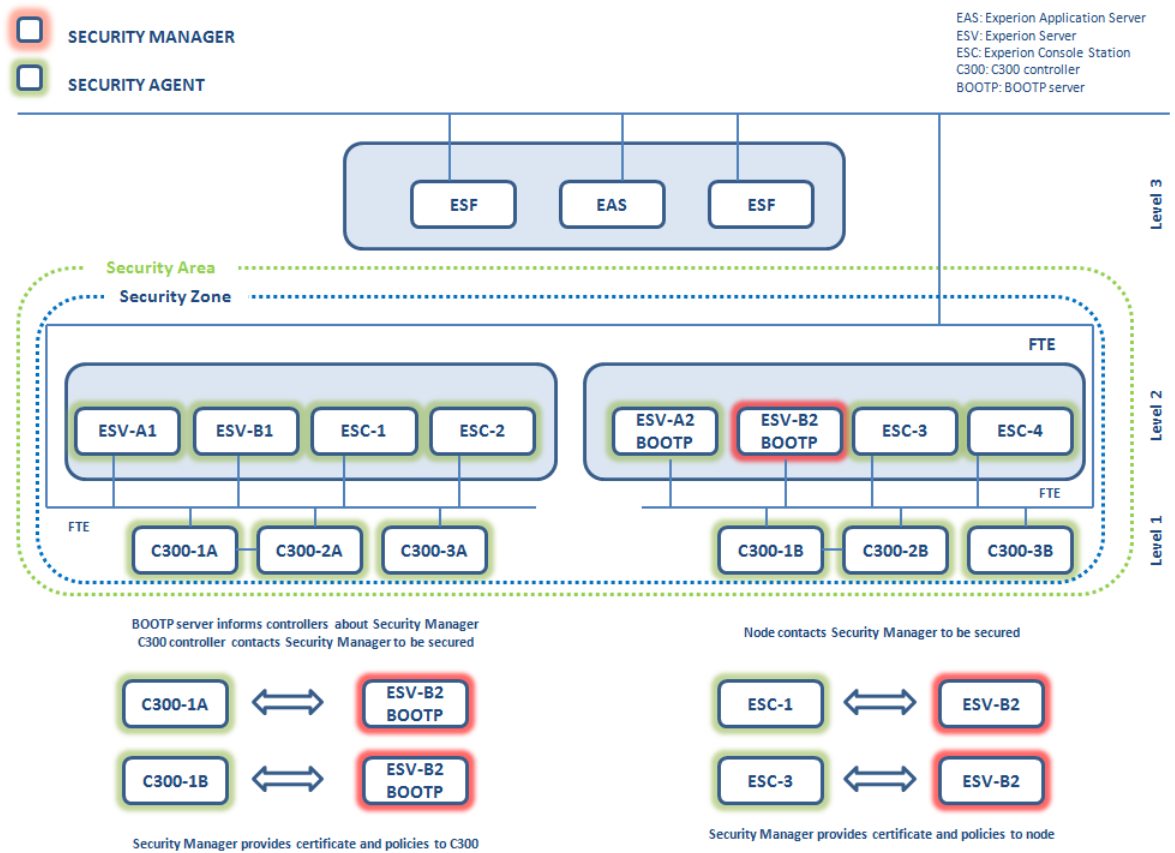 SECURITY MANAGER
SECURITY AGENT
EAS: Experion Application Server
ESV: Experion Server
ESC: Experion Console Station
C300: C300 controller
BOOTP: BOOTP server
ESF
EAS
ESF
Level 3
Security Area
Security Zone
FTE
ESV-A1
ESV-B1
ESC-1
ESC-2
ESV-A2
BOOTP
ESV-B2
BOOTP
ESC-3
ESC-4
Level 2
FTE
FTE
C300-1A
C300-2A
C300-3A
C300-1B
C300-2B
C300-3B
Level 1
BOOTP server informs controllers about Security Manager
C300 controller contacts Security Manager to be secured
C300-1A
ESV-B2
BOOTP
C300-1B
ESV-B2
BOOTP
Security Manager provides certificate and policies to C300
Node contacts Security Manager to be secured
ESC-1
ESV-B2
ESC-3
ESV-B2
Security Manager provides certificate and policies to node